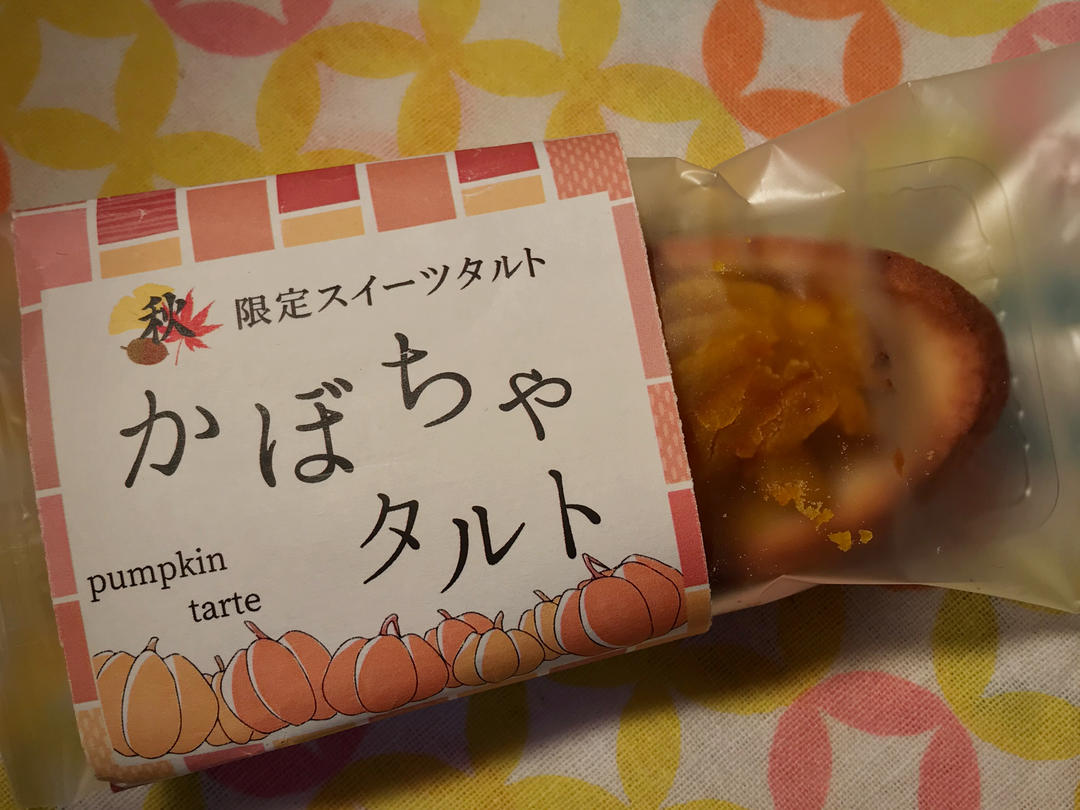 秋 限定スイーツタルト
かぼちゃ
タルト
pumpkin
tarte